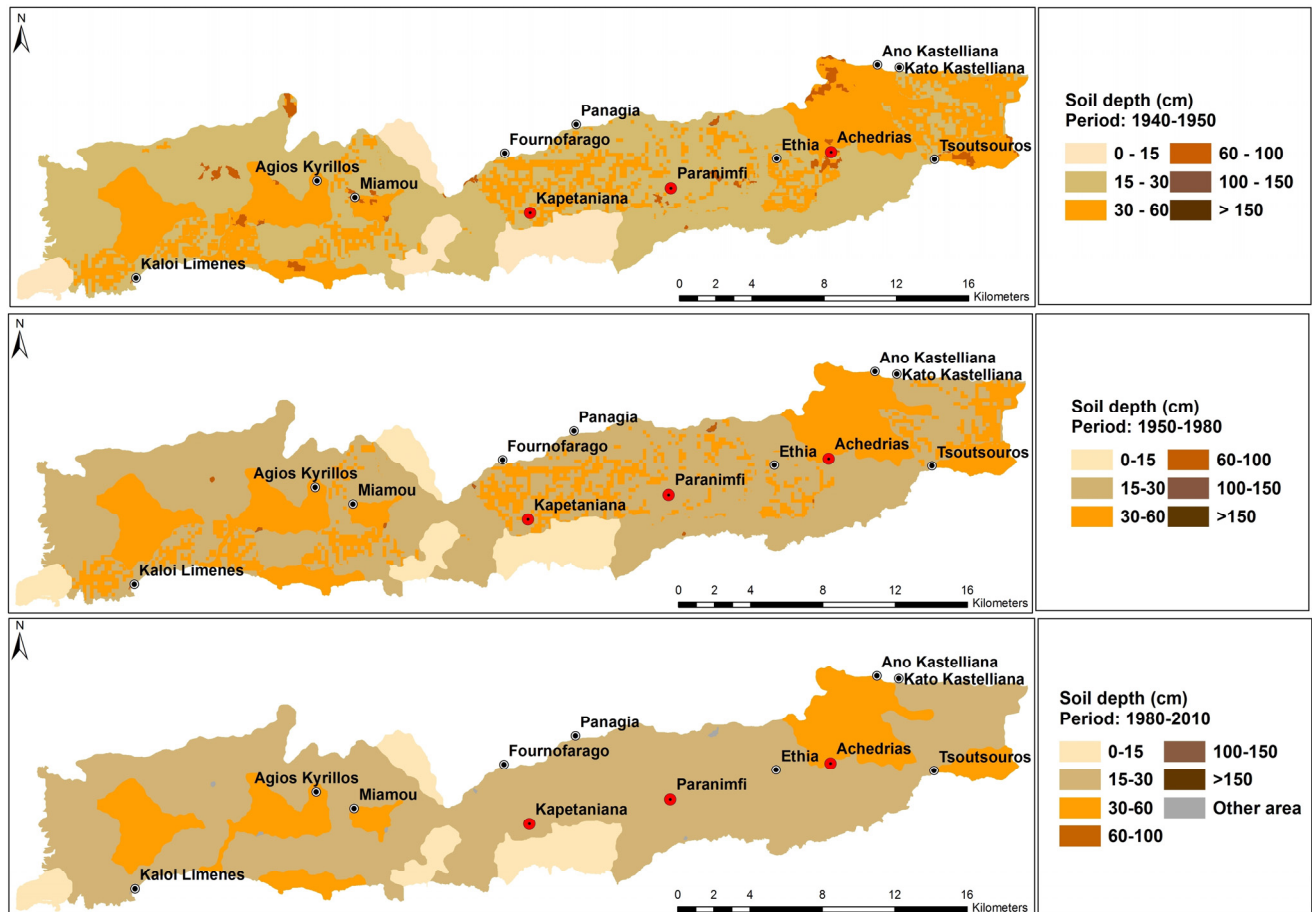 N
Ano Kastelliana
Kato Kastelliana
Panagia
Fournofarago
Ethia
Achedrias
Tsoutsouros
Agios Kyrillos
Miamou
Paranimfi
Kapetaniana
Kaloi Limenes
0 2 4 8 12 16
Kilometers
Soil depth (cm)
Period: 1940-1950
0 - 15 60 - 100
15 - 30 100 - 150
30 - 60 > 150
N
Ano Kastelliana
Kato Kastelliana
Panagia
Fournofarago
Ethia
Achedrias
Tsoutsouros
Agios Kyrillos
Miamou
Paranimfi
Kapetaniana
Kaloi Limenes
0 2 4 8 12 16
Kilometers
Soil depth (cm)
Period: 1950-1980
0-15 60-100
15-30 100-150
30-60 >150
N
Ano Kastelliana
Kato Kastelliana
Panagia
Fournofarago
Ethia
Achedrias
Tsoutsouros
Agios Kyrillos
Miamou
Paranimfi
Kapetaniana
Kaloi Limenes
0 2 4 8 12 16
Kilometers
Soil depth (cm)
Period: 1980-2010
0-15 100-150
15-30 >150
30-60 Other area
60-100